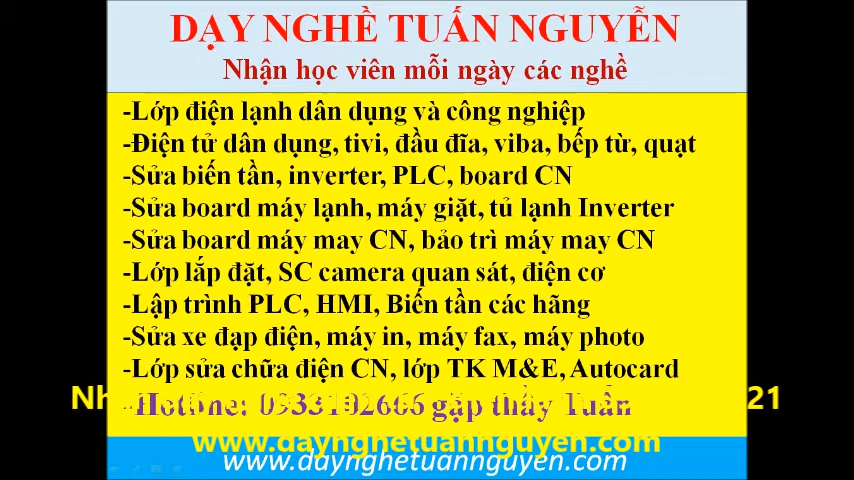 DẠY NGHỀ TUẤN NGUYỄN
Nhận học viên mỗi ngày các nghề
-Lớp điện lạnh dân dụng và công nghiệp
-Điện tử dân dụng, tivi, đầu đĩa, viba, bếp từ, quạt
-Sửa biến tần, inverter, PLC, board CN
-Sửa board máy lạnh, máy giặt, tủ lạnh Inverter
-Sửa board máy may CN, bảo trì máy may CN
-Lớp lắp đặt, SC camera quan sát, điện cơ
-Lập trình PLC, HMI, Biến tần các hãng
-Sửa xe đạp điện, máy in, máy fax, máy photo
-Lớp sửa chữa điện CN, lớp TK M&E, Autocard
-Hotline: 0933102666 gặp thầy Tuấn
www.daynghetuannguyen.com
www.daynghetuannguyen.com